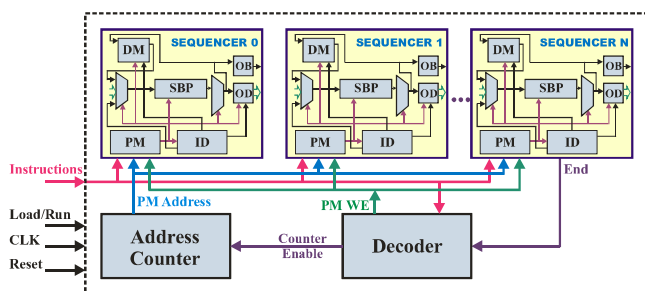 SEQUENCER 0
DM
OB
SBP
OD
PM
ID
SEQUENCER 1
DM
OB
SBP
OD
PM
ID
SEQUENCER N
DM
OB
SBP
OD
PM
ID
Instructions
PM Address
PM WE
End
Load/Run
CLK
Reset
Address
Counter
Counter
Enable
Decoder